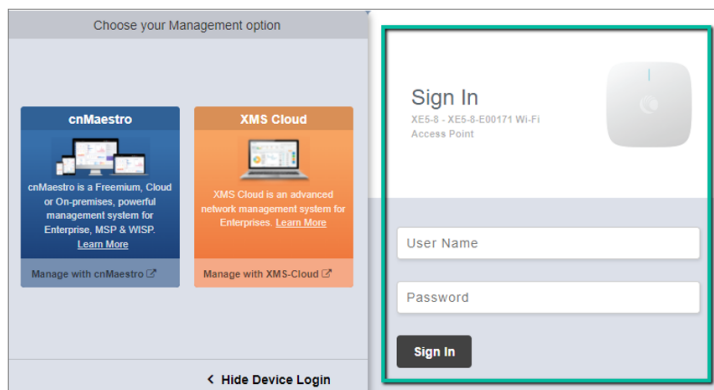 Choose your Management option
cnMaestro
cnMaestro is a Freemium, Cloud
or On-premises, powerful
management system for
Enterprise, MSP & WISP.
Learn More
Manage with cnMaestro
XMS Cloud
XMS Cloud is an advanced
network management system for
Enterprises. Learn More
Manage with XMS-Cloud
< Hide Device Login
Sign In
XE5-8 - XE5-8-E00171 Wi-Fi
Access Point
User Name
Password
Sign In